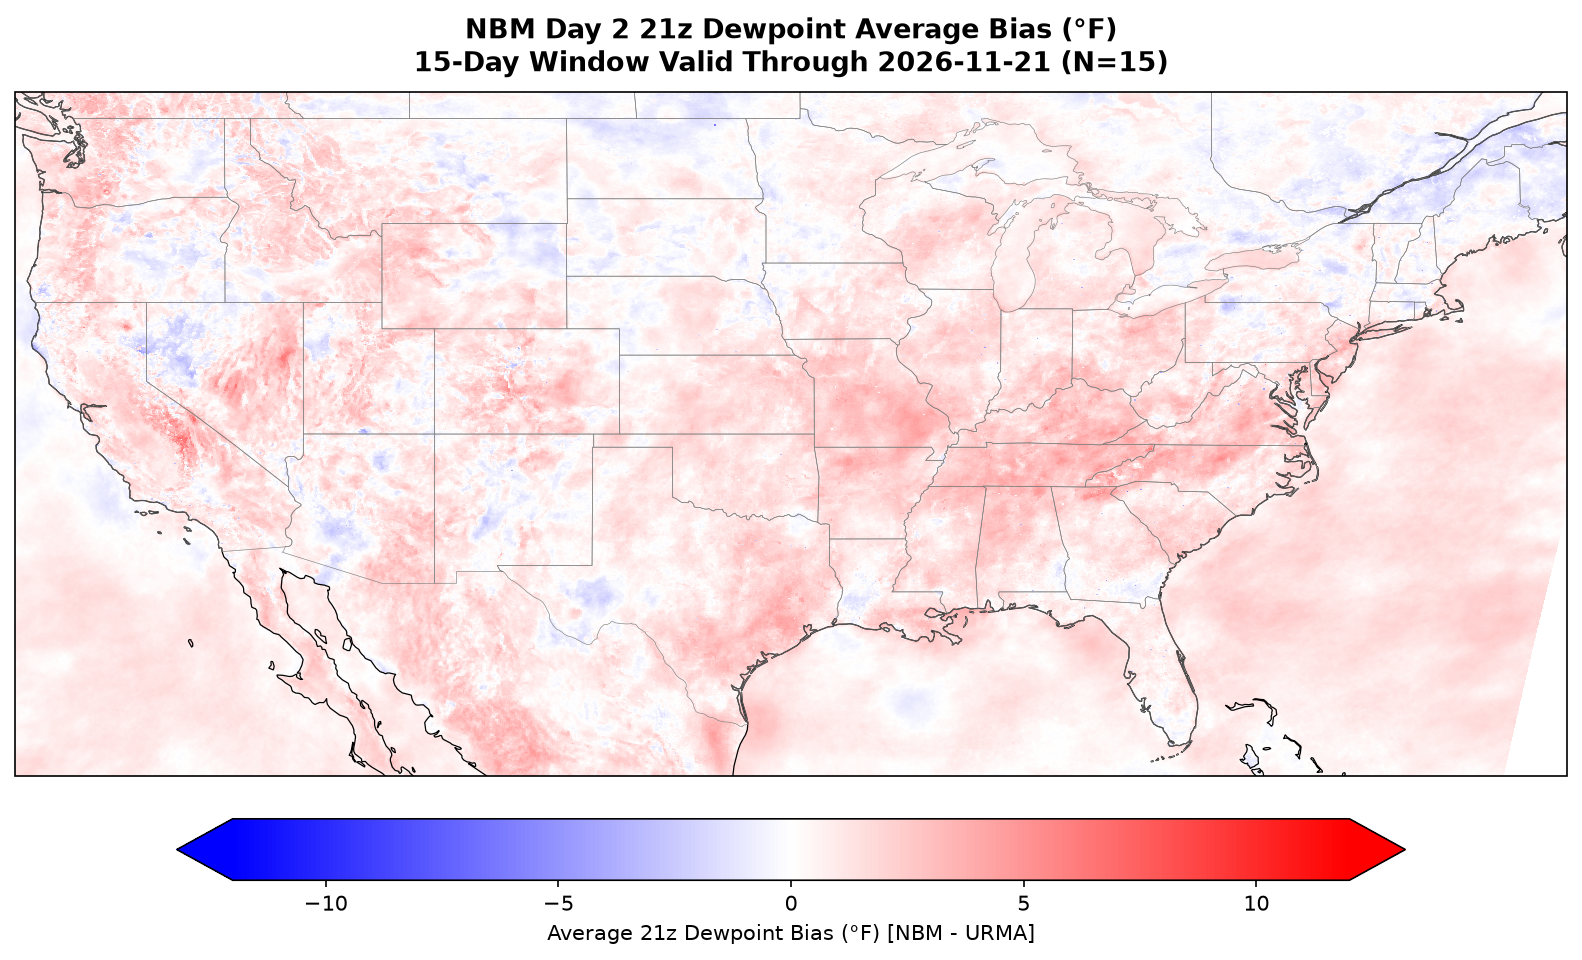 NBM Day 2 21z Dewpoint Average Bias (°F)
15-Day Window Valid Through 2026-11-21 (N=15)
−10 −5 0 5 10
Average 21z Dewpoint Bias (°F) [NBM - URMA]